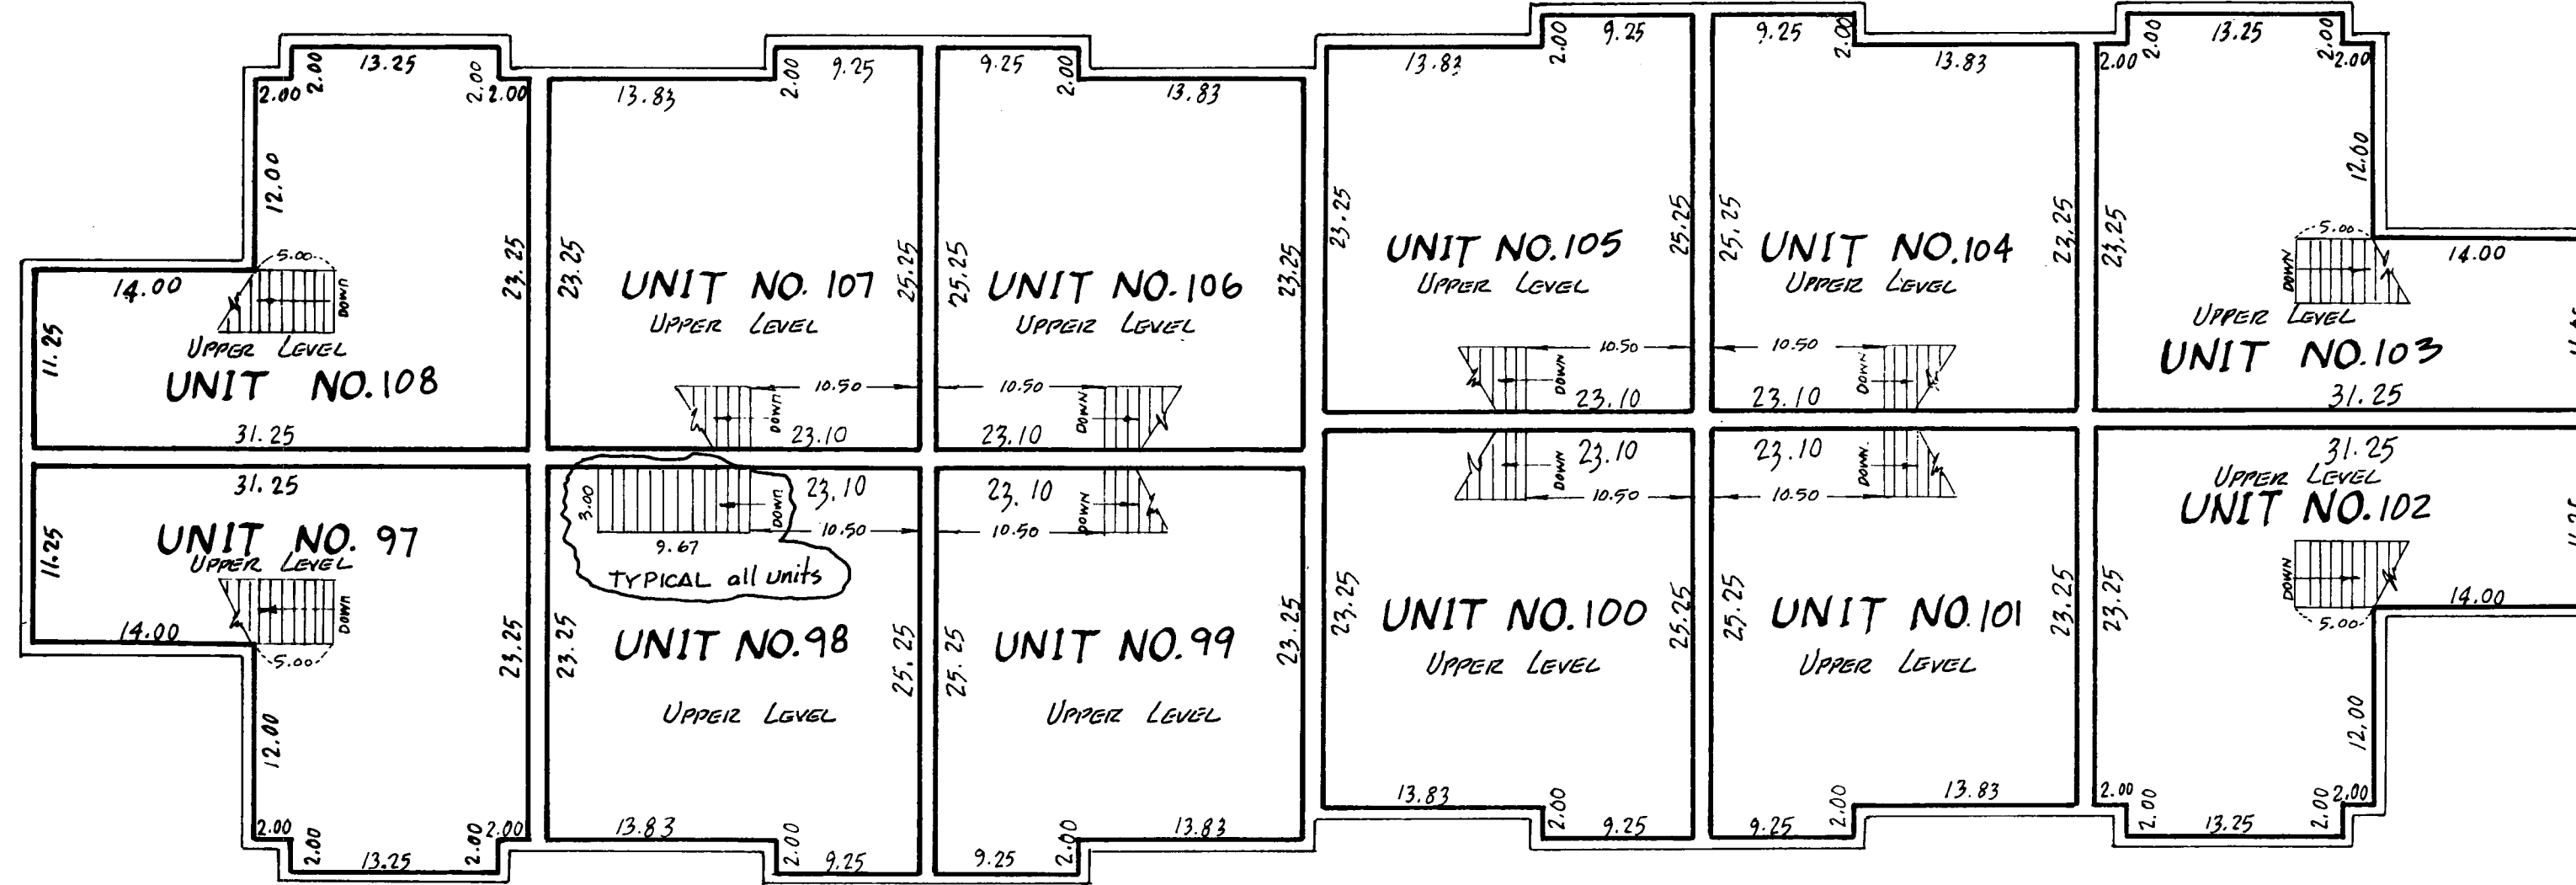 13.25
2.00
2.00
2.00
2.00
12.00
5.00
14.00
DOWN
23.25
11.25
UPPER LEVEL
UNIT NO.108
31.25
13.83
2.00
9.25
23.25
25.25
UNIT NO. 107
UPPER LEVEL
10.50
DOWN
23.10
9.25
2.00
13.83
25.25
23.25
UNIT NO.106
UPPER LEVEL
10.50
DOWN
23.10
13.83
2.00
9.25
23.25
25.25
UNIT NO.105
UPPER LEVEL
10.50
DOWN
23.10
9.25
2.00
13.83
25.25
23.25
UNIT NO.104
UPPER LEVEL
10.50
DOWN
23.10
13.25
2.00
2.00
2.00
2.00
12.00
23.25
5.00
14.00
DOWN
UPPER LEVEL
UNIT NO.103
31.25
31.25
11.25
UNIT NO. 97
UPPER LEVEL
DOWN
14.00
5.00
23.25
12.00
2.00
2.00
2.00
2.00
13.25
3.00
DOWN
23.10
10.50
9.67
TYPICAL all units
23.25
UNIT NO.98
25.25
UPPER LEVEL
13.83
2.00
9.25
23.10
DOWN
10.50
25.25
UNIT NO.99
23.25
UPPER LEVEL
9.25
2.00
13.83
23.10
DOWN
10.50
23.25
UNIT NO.100
25.25
UPPER LEVEL
13.83
2.00
9.25
23.10
DOWN.
10.50
25.25
UNIT NO.101
23.25
UPPER LEVEL
9.25
2.00
13.83
31.25
UPPER LEVEL
UNIT NO.102
DOWN
23.25
5.00
14.00
12.00
2.00
2.00
2.00
2.00
13.25